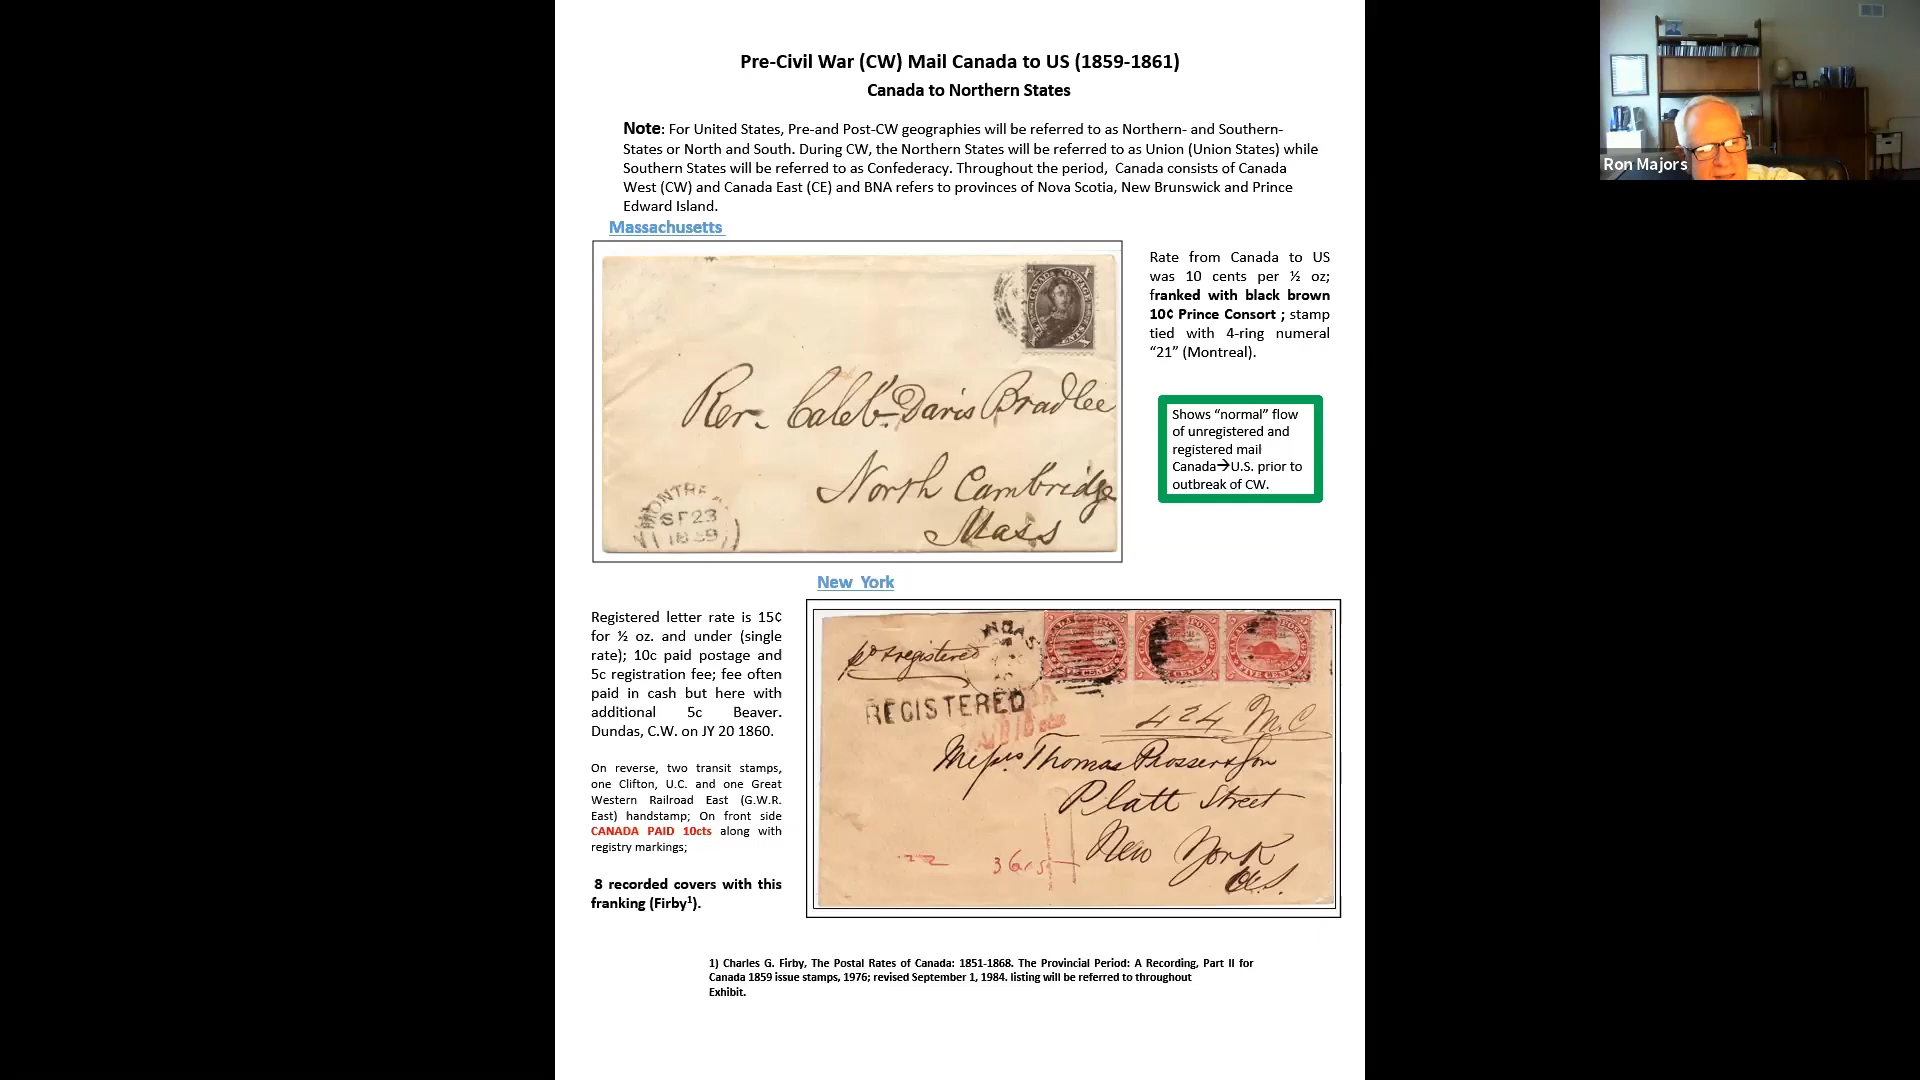 Pre-Civil War (CW) Mail Canada to US (1859-1861)
Canada to Northern States
Note: For United States, Pre-and Post-CW geographies will be referred to as Northern- and Southern-
States or North and South. During CW, the Northern States will be referred to as Union (Union States) while
Southern States will be referred to as Confederacy. Throughout the period, Canada consists of Canada
West (CW) and Canada East (CE) and BNA refers to provinces of Nova Scotia, New Brunswick and Prince
Edward Island.
Massachusetts
Rev. Caleb Davis Bradlee
North Cambridge
Mass
SP 23
1859
Rate from Canada to US
was 10 cents per ½ oz;
franked with black brown
10¢ Prince Consort ; stamp
tied with 4-ring numeral
“21” (Montreal).
Shows “normal” flow
of unregistered and
registered mail
Canada→U.S. prior to
outbreak of CW.
New York
Registered letter rate is 15¢
for ½ oz. and under (single
rate); 10c paid postage and
5c registration fee; fee often
paid in cash but here with
additional 5c Beaver.
Dundas, C.W. on JY 20 1860.
On reverse, two transit stamps,
one Clifton, U.C. and one Great
Western Railroad East (G.W.R.
East) handstamp; On front side
CANADA PAID 10cts along with
registry markings;
8 recorded covers with this
franking (Firby1).
registered
REGISTERED
424 M.C
Messrs Thomas Prosser & Son
Platt Street
New York
U.S.
1) Charles G. Firby, The Postal Rates of Canada: 1851-1868. The Provincial Period: A Recording, Part II for
Canada 1859 issue stamps, 1976; revised September 1, 1984. listing will be referred to throughout
Exhibit.
Ron Majors